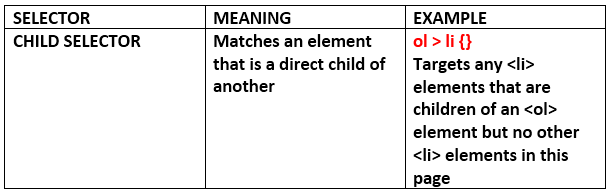 SELECTOR MEANING EXAMPLE
CHILD SELECTOR Matches an element ol > li {}
that is a direct child of Targets any <li>
another elements that are
children of an <ol>
element but no other
<li> elements in this
page